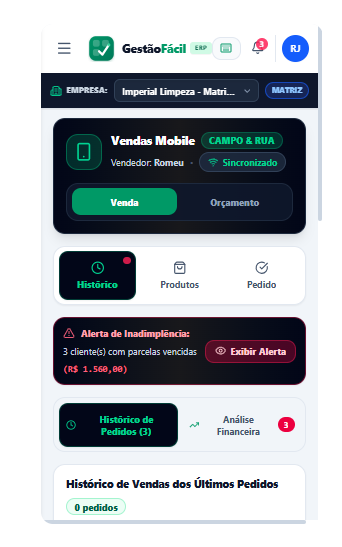 GestãoFácil ERP 3 RJ
EMPRESA: Imperial Limpeza - Matri... MATRIZ
Vendas Mobile CAMPO & RUA
Vendedor: Romeu · Sincronizado
Venda Orçamento
Histórico Produtos Pedido
Alerta de Inadimplência:
3 cliente(s) com parcelas vencidas
(R$ 1.560,00)
Exibir Alerta
Histórico de
Pedidos (3)
Análise
Financeira
3
Histórico de Vendas dos Últimos Pedidos
0 pedidos